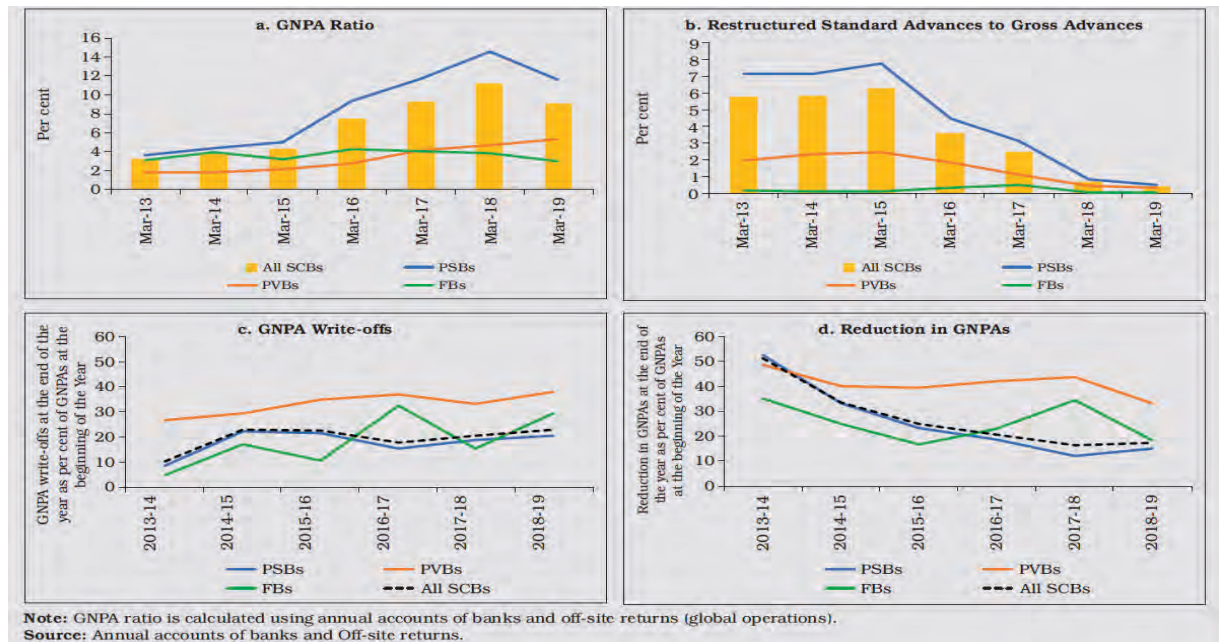 a. GNPA Ratio
Per cent
16
14
12
10
8
6
4
2
0
Mar-13
Mar-14
Mar-15
Mar-16
Mar-17
Mar-18
Mar-19
All SCBs
PSBs
PVBs
FBs
b. Restructured Standard Advances to Gross Advances
Per cent
9
8
7
6
5
4
3
2
1
0
Mar-13
Mar-14
Mar-15
Mar-16
Mar-17
Mar-18
Mar-19
All SCBs
PSBs
PVBs
FBs
c. GNPA Write-offs
GNPA write-offs at the end of the
year as per cent of GNPAs at the
beginning of the Year
60
50
40
30
20
10
0
2013-14
2014-15
2015-16
2016-17
2017-18
2018-19
PSBs
PVBs
FBs
All SCBs
d. Reduction in GNPAs
Reduction in GNPAs at the end of
the year as per cent of GNPAs
at the beginning of the Year
60
50
40
30
20
10
0
2013-14
2014-15
2015-16
2016-17
2017-18
2018-19
PSBs
PVBs
FBs
All SCBs
Note: GNPA ratio is calculated using annual accounts of banks and off-site returns (global operations).
Source: Annual accounts of banks and Off-site returns.